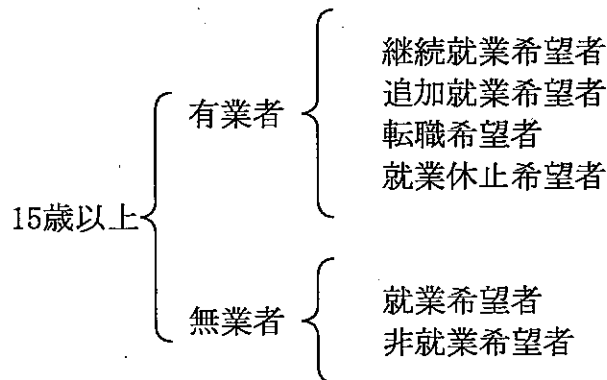 15歳以上
有業者
継続就業希望者
追加就業希望者
転職希望者
就業休止希望者
無業者
就業希望者
非就業希望者